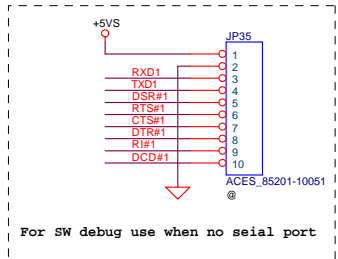 +5VS
JP35
1
2
RXD1 3
TXD1 4
DSR#1 5
RTS#1 6
CTS#1 7
DTR#1 8
RI#1 9
DCD#1 10
ACES_85201-10051
@
For SW debug use when no seial port